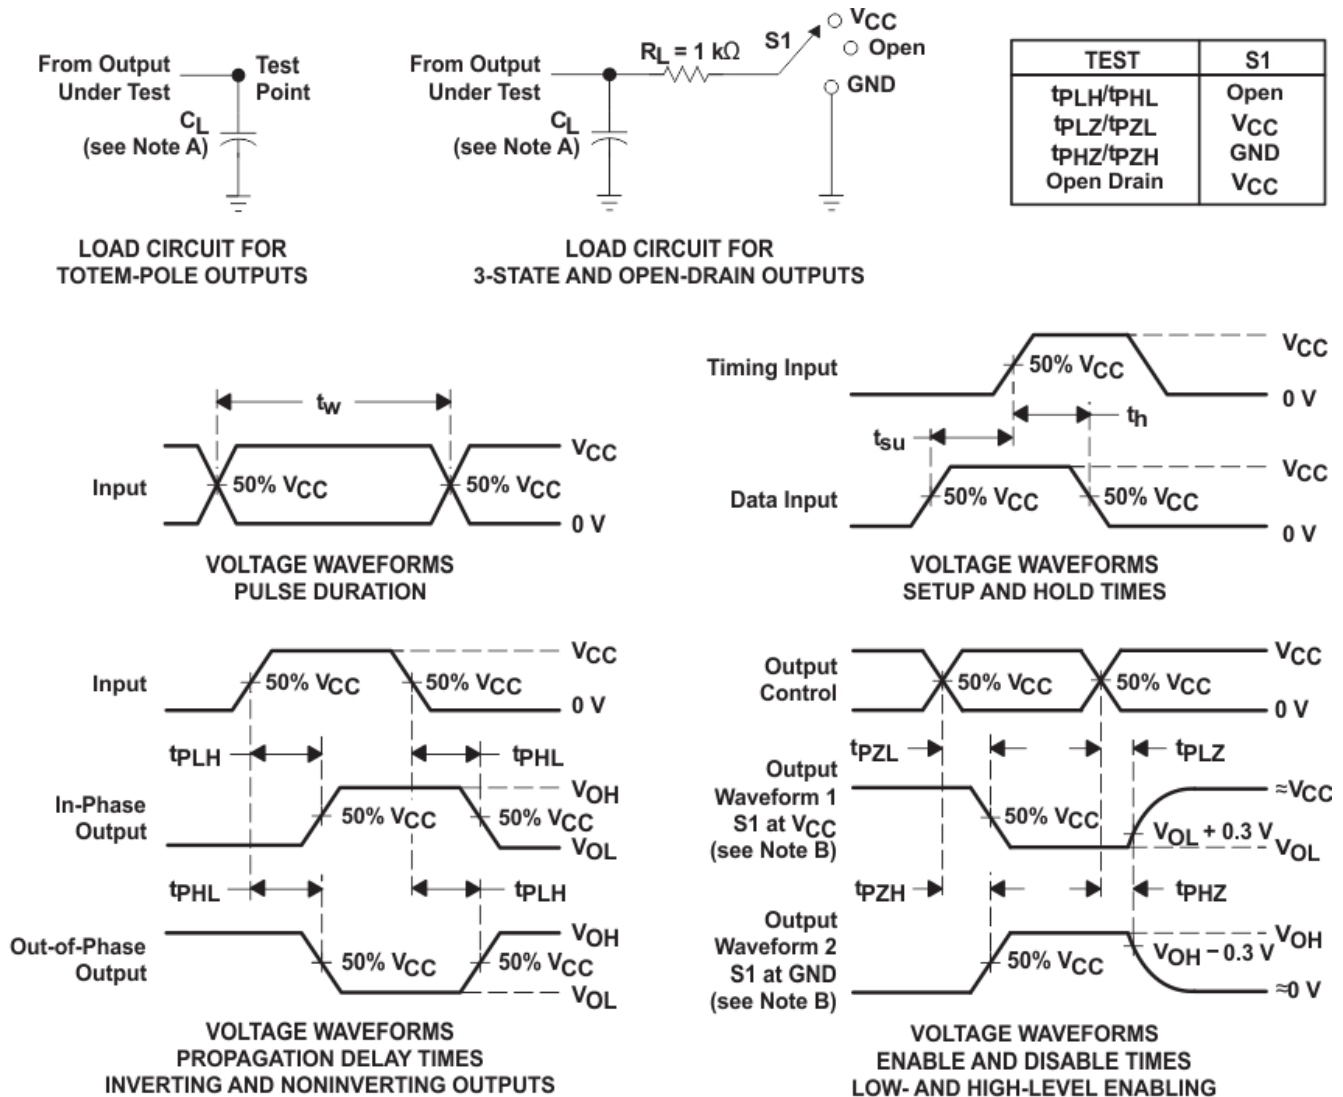 From Output
Under Test
Test
Point
CL
(see Note A)
LOAD CIRCUIT FOR
TOTEM-POLE OUTPUTS
From Output
Under Test
RL = 1 kΩ
S1
VCC
Open
GND
CL
(see Note A)
LOAD CIRCUIT FOR
3-STATE AND OPEN-DRAIN OUTPUTS
TEST S1
tPLH/tPHL Open
tPLZ/tPZL VCC
tPHZ/tPZH GND
Open Drain VCC
tw
Input
50% VCC
50% VCC
VCC
0 V
VOLTAGE WAVEFORMS
PULSE DURATION
Timing Input
50% VCC
VCC
0 V
tsu
th
Data Input
50% VCC
50% VCC
VCC
0 V
VOLTAGE WAVEFORMS
SETUP AND HOLD TIMES
Input
50% VCC
50% VCC
VCC
0 V
tPLH
tPHL
In-Phase
Output
50% VCC
50% VCC
VOH
VOL
tPHL
tPLH
Out-of-Phase
Output
50% VCC
50% VCC
VOH
VOL
VOLTAGE WAVEFORMS
PROPAGATION DELAY TIMES
INVERTING AND NONINVERTING OUTPUTS
Output
Control
50% VCC
50% VCC
VCC
0 V
tPZL
tPLZ
Output
Waveform 1
S1 at VCC
(see Note B)
50% VCC
VOL + 0.3 V
≈VCC
VOL
tPZH
tPHZ
Output
Waveform 2
S1 at GND
(see Note B)
50% VCC
VOH − 0.3 V
VOH
≈0 V
VOLTAGE WAVEFORMS
ENABLE AND DISABLE TIMES
LOW- AND HIGH-LEVEL ENABLING